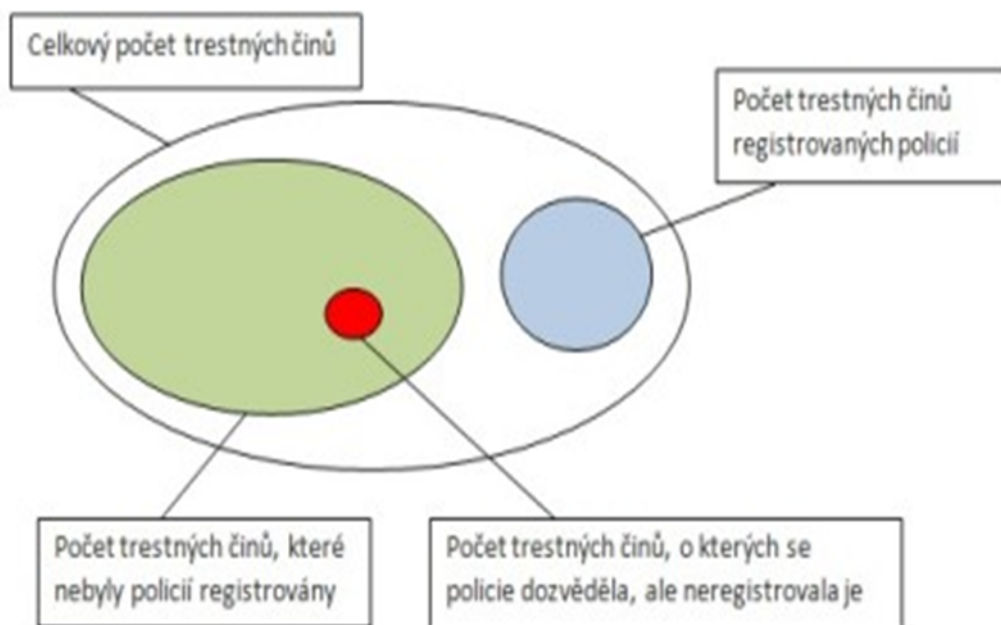 Celkový počet trestných činů
Počet trestných činů
registrovaných policií
Počet trestných činů, které
nebyly policií registrovány
Počet trestných činů, o kterých se
policie dozvěděla, ale neregistrovala je